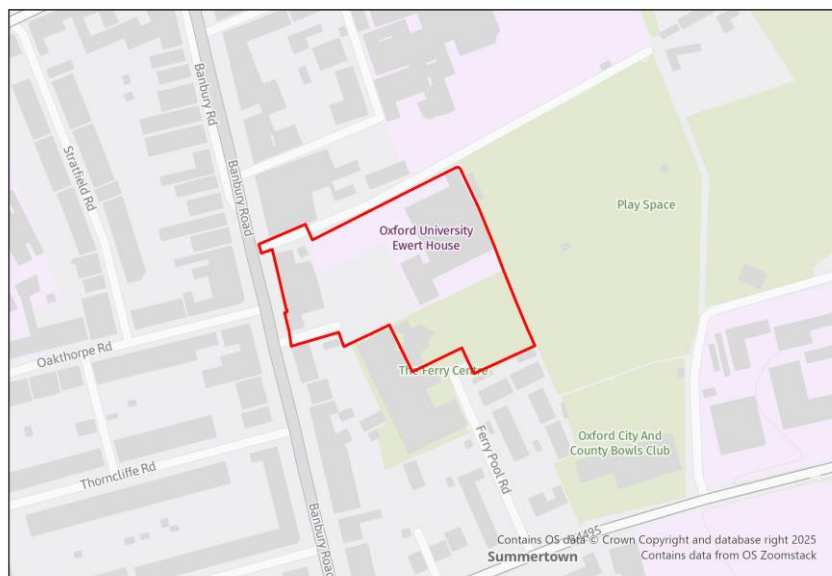 Banbury Rd
Stratfield Rd
Banbury Road
Play Space
Oxford University
Ewert House
Oakthorpe Rd
The Ferry Centre
Thorncliffe Rd
Ferry Pool Rd
Oxford City And
County Bowls Club
Banbury Road
Contains OS data © Crown Copyright and database right 2025
Summertown
Contains data from OS Zoomstack